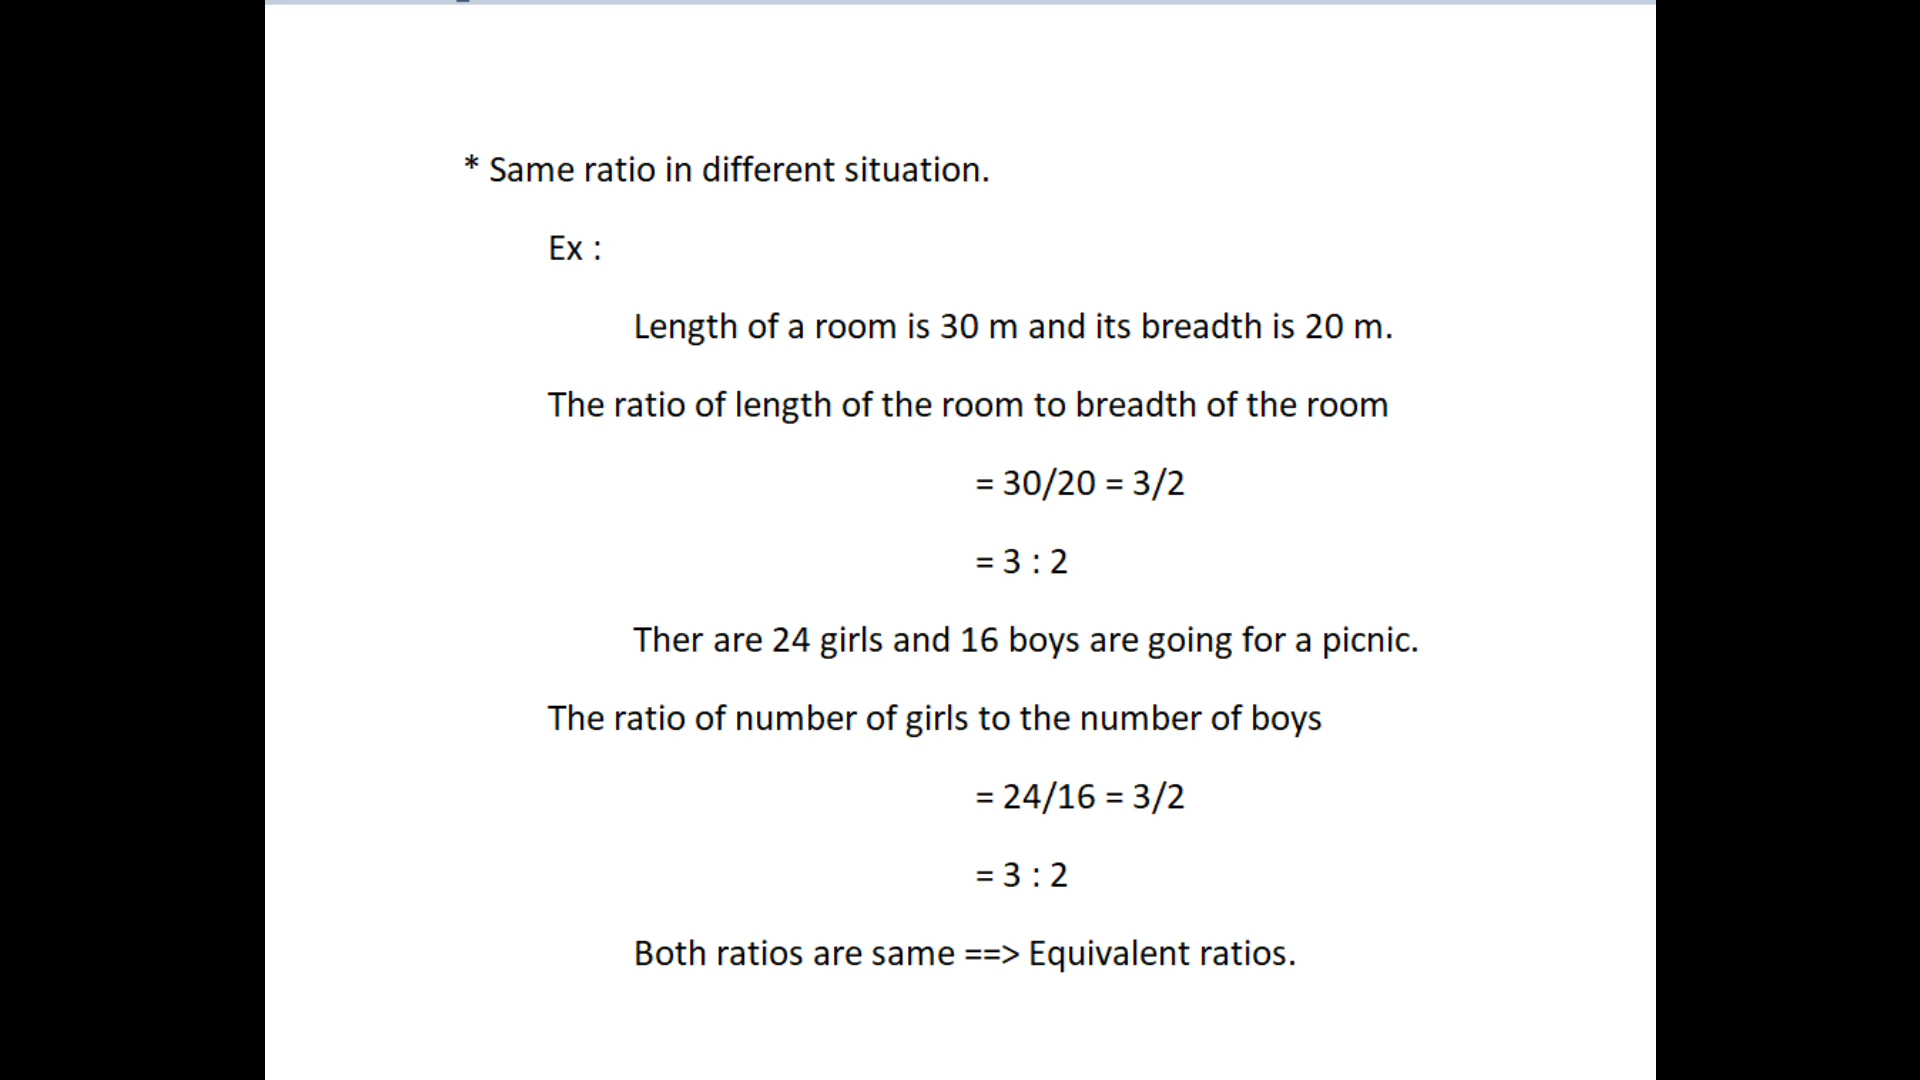 * Same ratio in different situation.
Ex :
Length of a room is 30 m and its breadth is 20 m.
The ratio of length of the room to breadth of the room
= 30/20 = 3/2
= 3 : 2
Ther are 24 girls and 16 boys are going for a picnic.
The ratio of number of girls to the number of boys
= 24/16 = 3/2
= 3 : 2
Both ratios are same ==> Equivalent ratios.